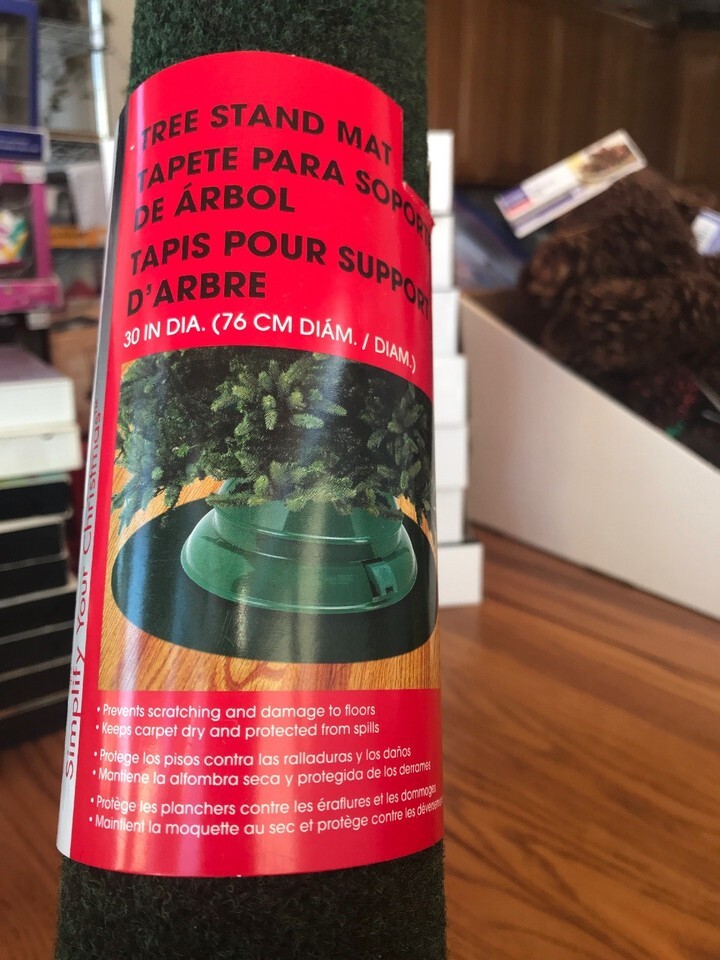 TREE STAND MAT
TAPETE PARA
DE ÁRBOL
TAPIS POUR
D'ARBRE
30 IN DIA. (76 CM DIÁM. / DIAM.)
Simplify Your Christmas
• Prevents scratching and damage to floors
• Keeps carpet dry and protected from spills
• Protege los pisos contra las ralladuras y los daños
• Mantiene la alfombra seca y protegida de los derrames
• Protège les planchers contre les éraflures et les dommages
• Maintient la moquette au sec et protège contre les